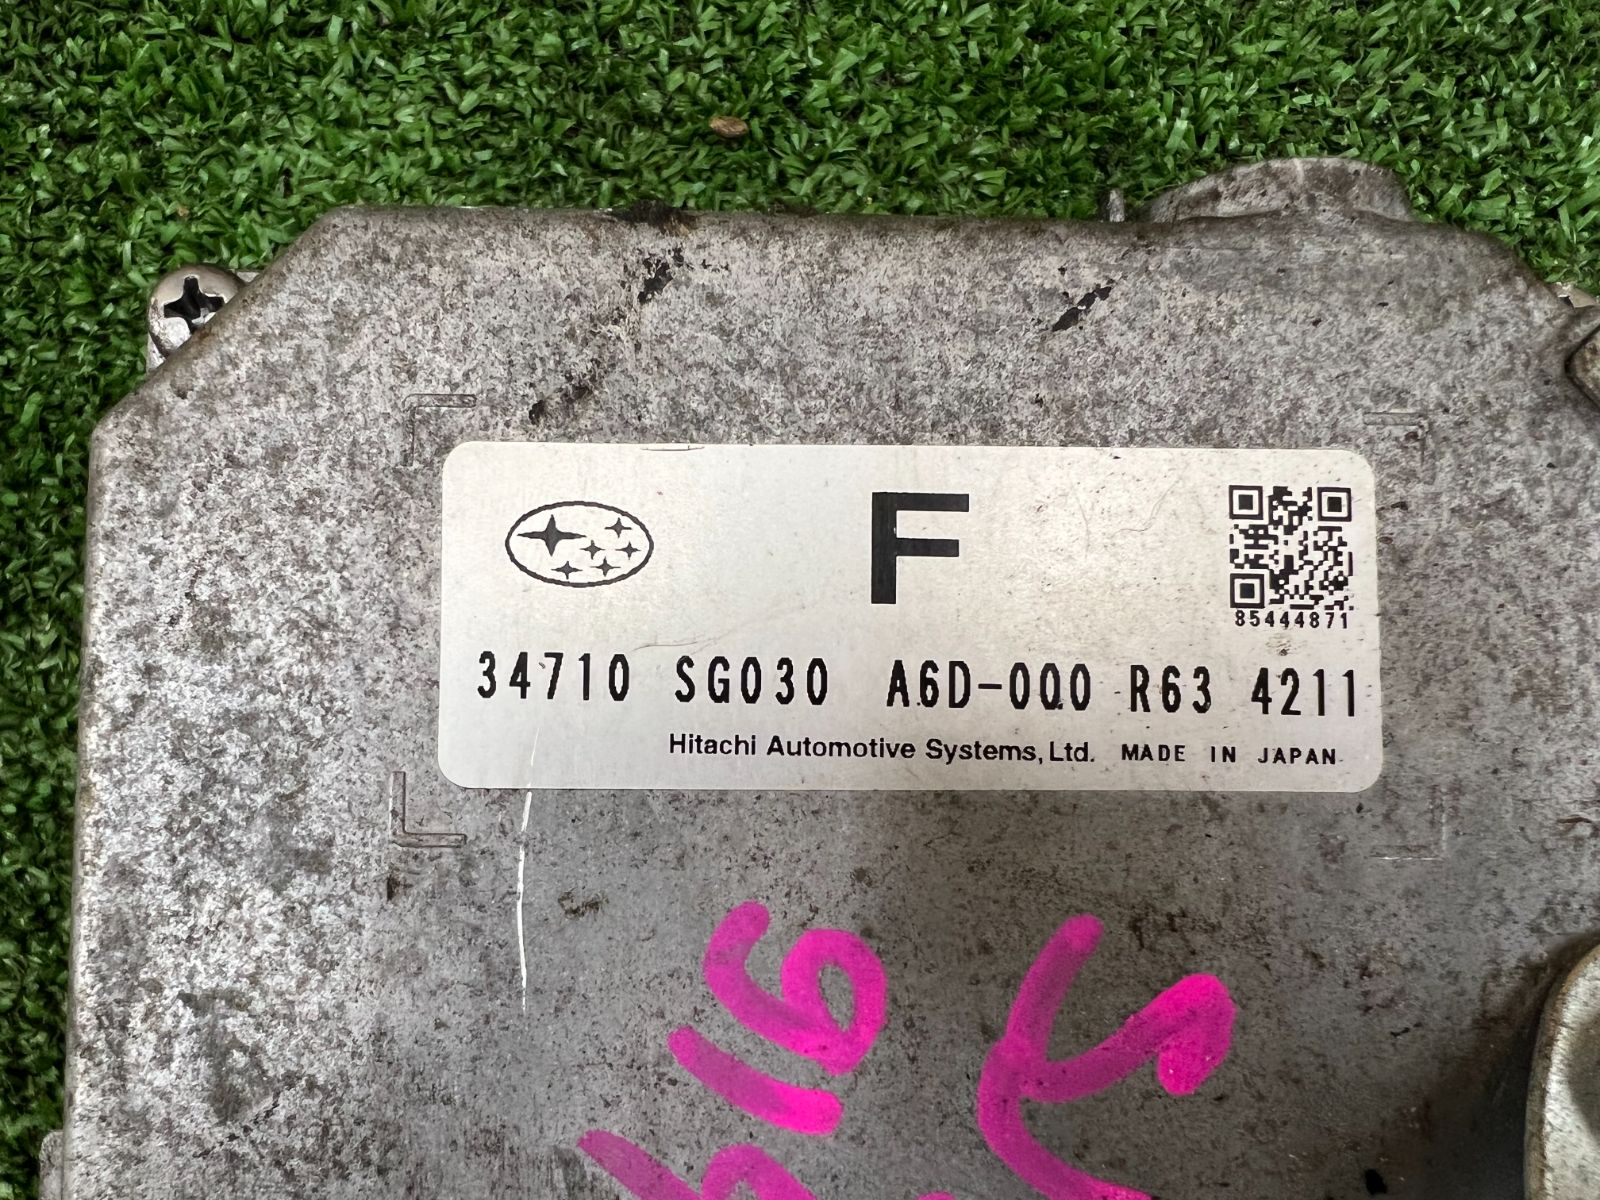 F
85444871
34710 SG030 A6D-000 R63 4211
Hitachi Automotive Systems, Ltd. MADE IN JAPAN